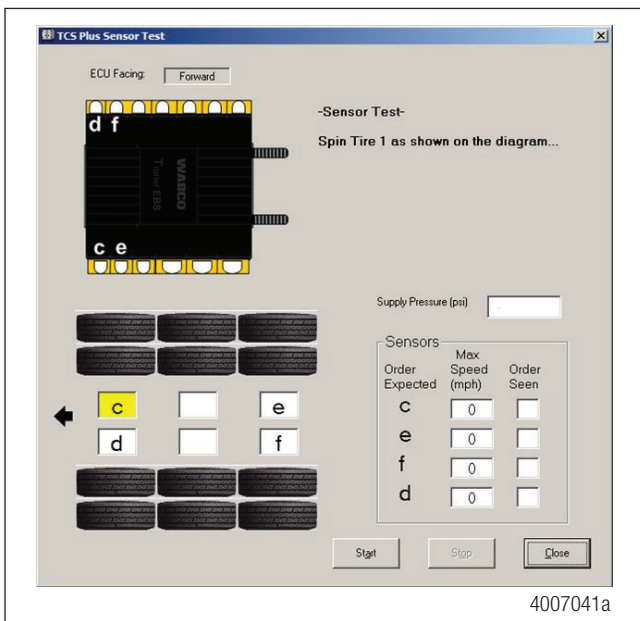 TCS Plus Sensor Test
ECU Facing: Forward
d f
WABCO
Trailer EBS
c e
-Sensor Test-
Spin Tire 1 as shown on the diagram...
Supply Pressure (psi)
Sensors
Order Expected Max Speed (mph) Order Seen
c 0
e 0
f 0
d 0
c e
d f
Start Stop Close
4007041a